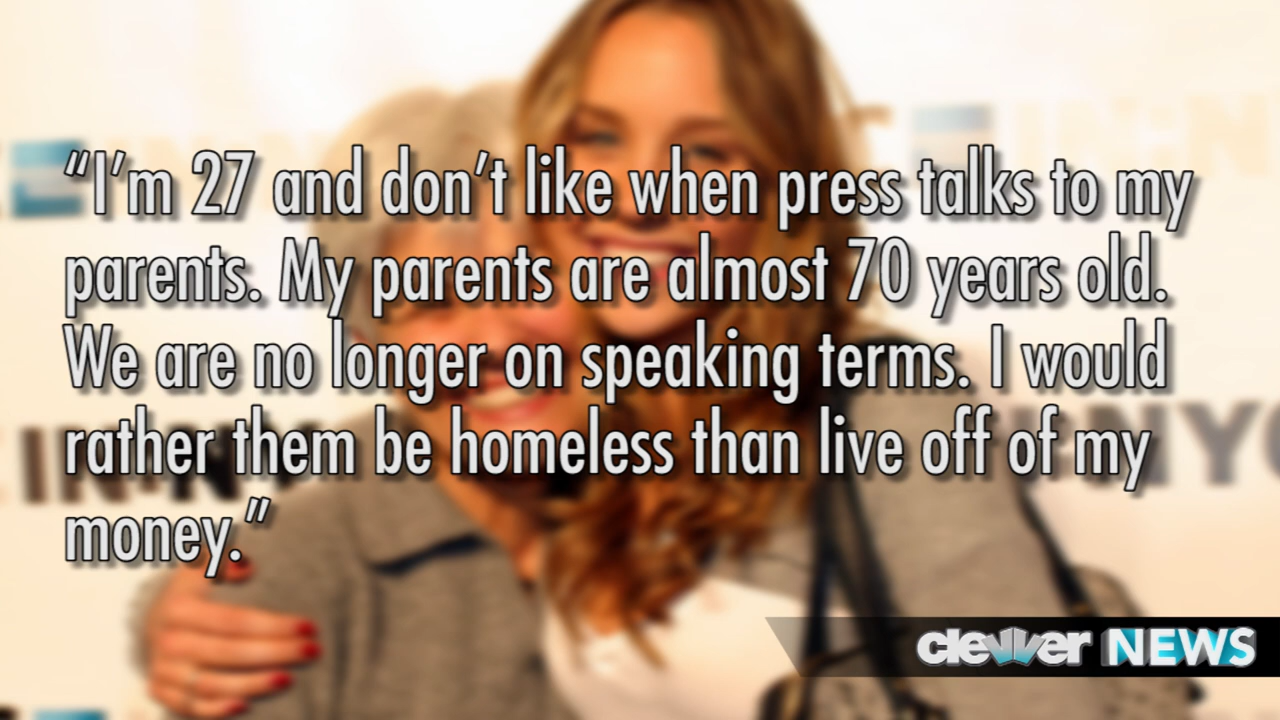 “I’m 27 and don’t like when press talks to my
parents. My parents are almost 70 years old.
We are no longer on speaking terms. I would
rather them be homeless than live off of my
money.”
clevver NEWS